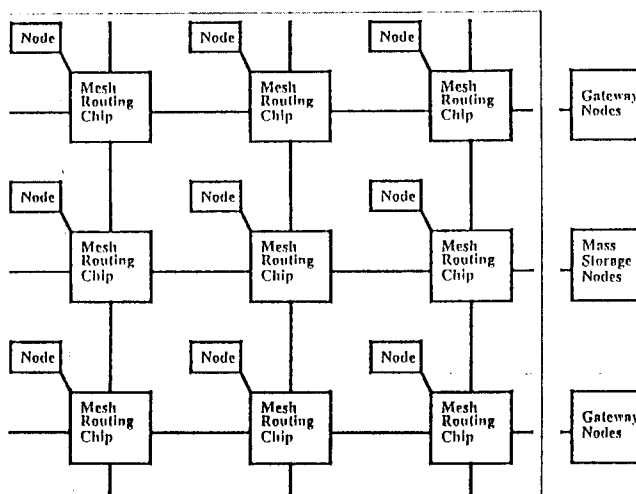 Node
Node
Node
Mesh
Routing
Chip
Mesh
Routing
Chip
Mesh
Routing
Chip
Gateway
Nodes
Node
Node
Node
Mesh
Routing
Chip
Mesh
Routing
Chip
Mesh
Routing
Chip
Mass
Storage
Nodes
Node
Node
Node
Mesh
Routing
Chip
Mesh
Routing
Chip
Mesh
Routing
Chip
Gateway
Nodes